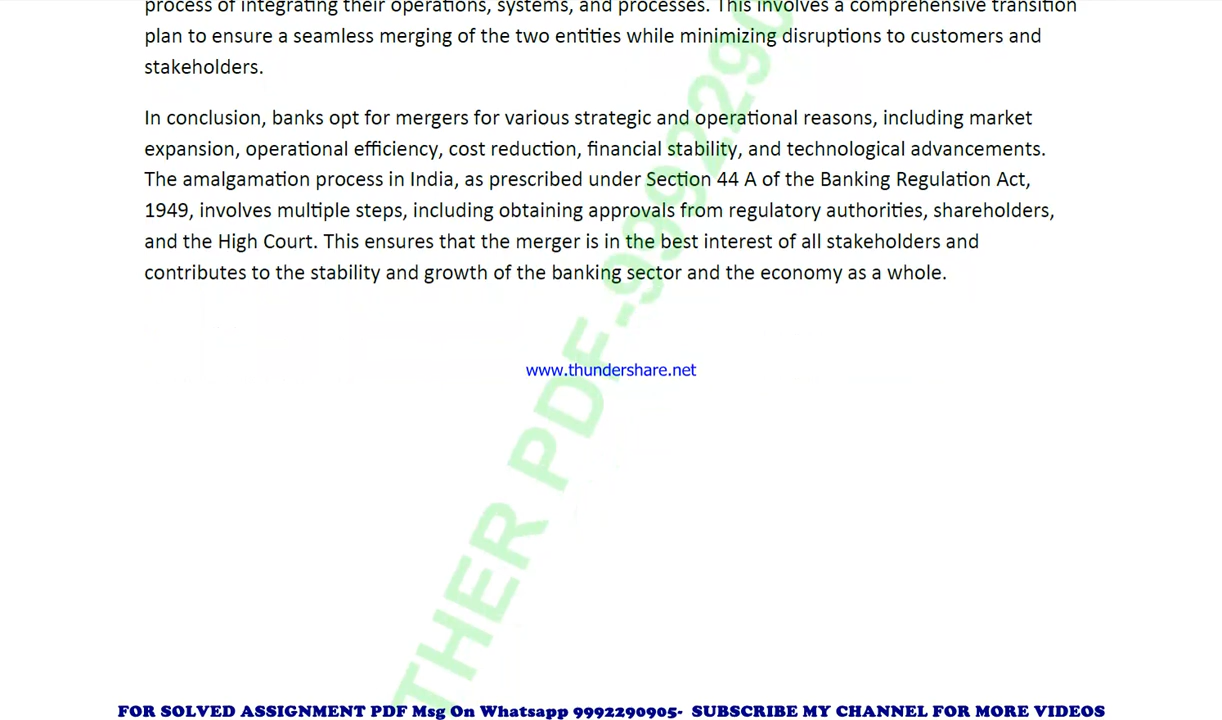 process of integrating their operations, systems, and processes. This involves a comprehensive transition
plan to ensure a seamless merging of the two entities while minimizing disruptions to customers and
stakeholders.
In conclusion, banks opt for mergers for various strategic and operational reasons, including market
expansion, operational efficiency, cost reduction, financial stability, and technological advancements.
The amalgamation process in India, as prescribed under Section 44 A of the Banking Regulation Act,
1949, involves multiple steps, including obtaining approvals from regulatory authorities, shareholders,
and the High Court. This ensures that the merger is in the best interest of all stakeholders and
contributes to the stability and growth of the banking sector and the economy as a whole.
www.thundershare.net
THER PDF-9992290
FOR SOLVED ASSIGNMENT PDF Msg On Whatsapp 9992290905- SUBSCRIBE MY CHANNEL FOR MORE VIDEOS